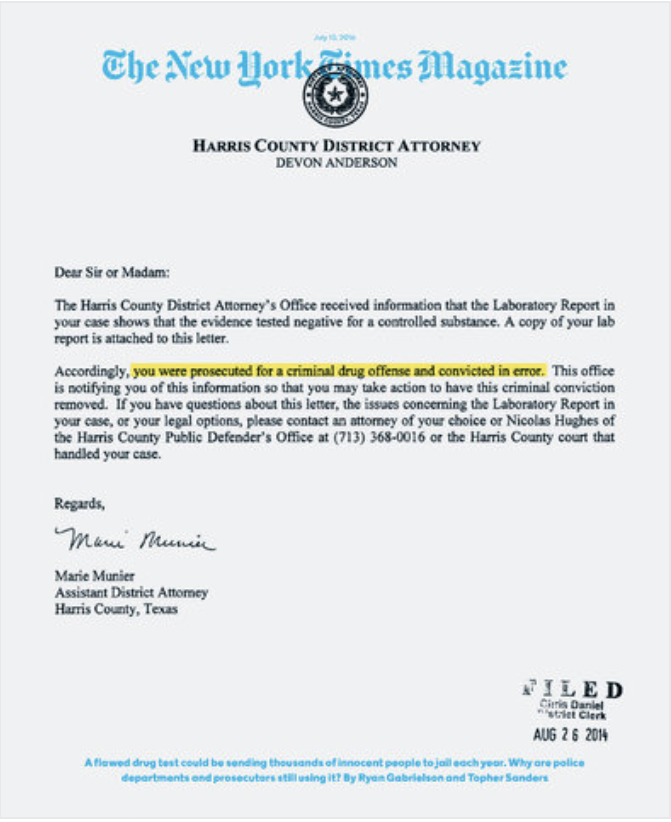 July 10, 2016
The New York Times Magazine
HARRIS COUNTY DISTRICT ATTORNEY
DEVON ANDERSON
Dear Sir or Madam:
The Harris County District Attorney's Office received information that the Laboratory Report in
your case shows that the evidence tested negative for a controlled substance. A copy of your lab
report is attached to this letter.
Accordingly, you were prosecuted for a criminal drug offense and convicted in error. This office
is notifying you of this information so that you may take action to have this criminal conviction
removed. If you have questions about this letter, the issues concerning the Laboratory Report in
your case, or your legal options, please contact an attorney of your choice or Nicolas Hughes of
the Harris County Public Defender's Office at (713) 368-0016 or the Harris County court that
handled your case.
Regards,
Marie Munier
Marie Munier
Assistant District Attorney
Harris County, Texas
FILED
Chris Daniel
District Clerk
AUG 26 2014
A flawed drug test could be sending thousands of innocent people to jail each year. Why are police
departments and prosecutors still using it? By Ryan Gabrielson and Topher Sanders